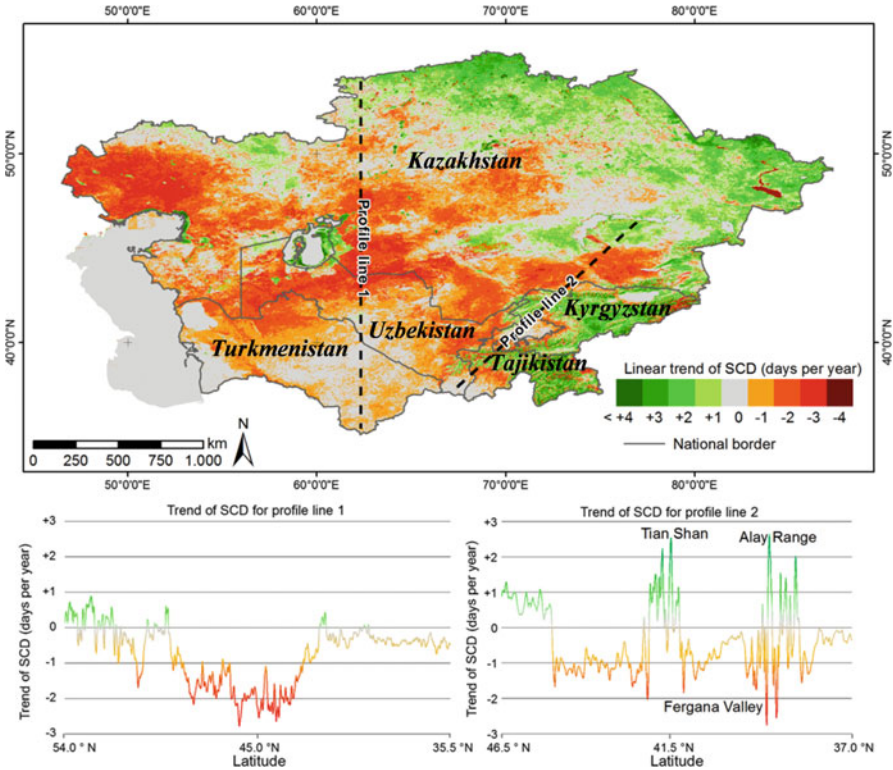 50°0'0"E 60°0'0"E 70°0'0"E 80°0'0"E
50°0'0"N
50°0'0"N
40°0'0"N
40°0'0"N
Kazakhstan
Profile line 1
Profile line 2
Kyrgyzstan
Uzbekistan
Turkmenistan
Tajikistan
Linear trend of SCD (days per year)
< +4 +3 +2 +1 0 -1 -2 -3 -4
National border
N
km
0 250 500 750 1.000
50°0'0"E 60°0'0"E 70°0'0"E 80°0'0"E
Trend of SCD for profile line 1
Trend of SCD (days per year)
+3
+2
+1
0
-1
-2
-3
54.0 °N 45.0 °N 35.5 °N
Latitude
Trend of SCD for profile line 2
Trend of SCD (days per year)
+3
+2
+1
0
-1
-2
-3
Tian Shan
Alay Range
Fergana Valley
46.5 °N 41.5 °N 37.0 °N
Latitude